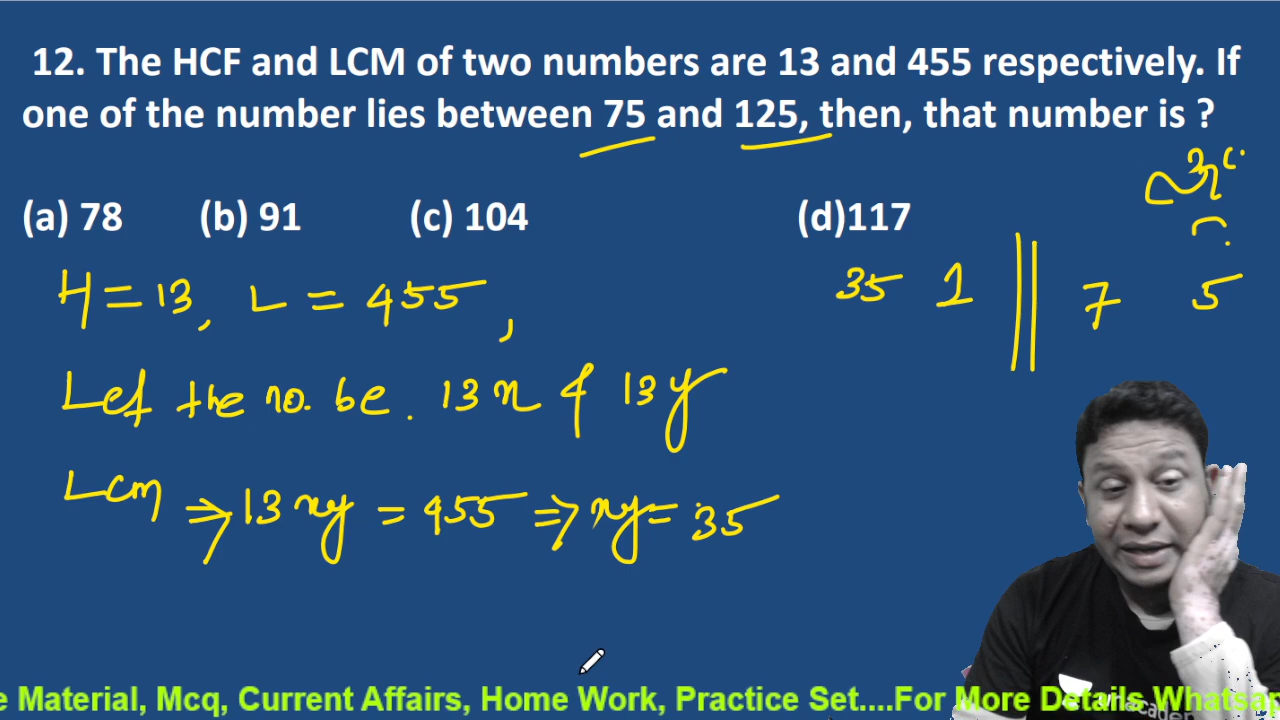 12. The HCF and LCM of two numbers are 13 and 455 respectively. If
one of the number lies between 75 and 125, then, that number is ?
(a) 78 (b) 91 (c) 104 (d)117
H = 13, L = 455,
35 1 || 7 5
Let the no. be. 13x & 13y
Lcm ⇒ 13xy = 455 ⇒ xy = 35
e Material, Mcq, Current Affairs, Home Work, Practice Set....For More Details Whatsap